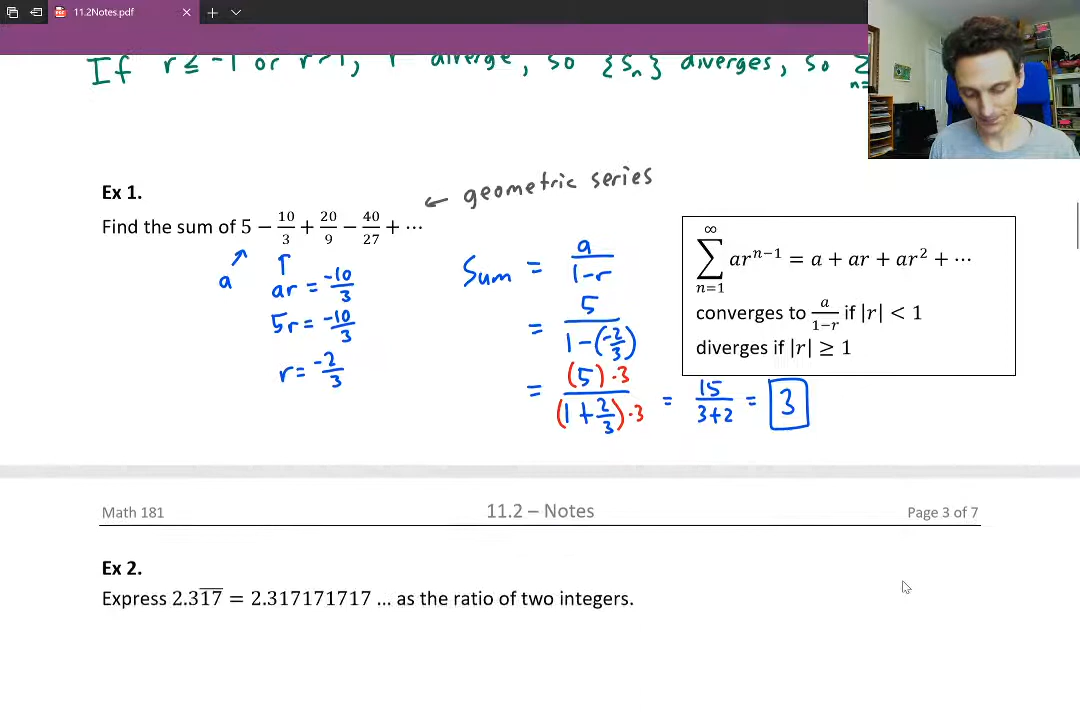 11.2Notes.pdf
If r ≤ -1 or r > 1, r diverge, so {Sₙ} diverges, so Σ
n=
Ex 1.
← geometric series
Find the sum of 5 − 10/3 + 20/9 − 40/27 + ⋯
a
ar = -10/3
5r = -10/3
r = -2/3
Sum = a/(1-r)
= 5/(1-(-2/3))
= (5)·3/((1+2/3)·3) = 15/(3+2) = 3
∑_{n=1}^{∞} arⁿ⁻¹ = a + ar + ar² + ⋯
converges to a/(1−r) if |r| < 1
diverges if |r| ≥ 1
Math 181 11.2 – Notes Page 3 of 7
Ex 2.
Express 2.31̅7̅ = 2.317171717 ... as the ratio of two integers.